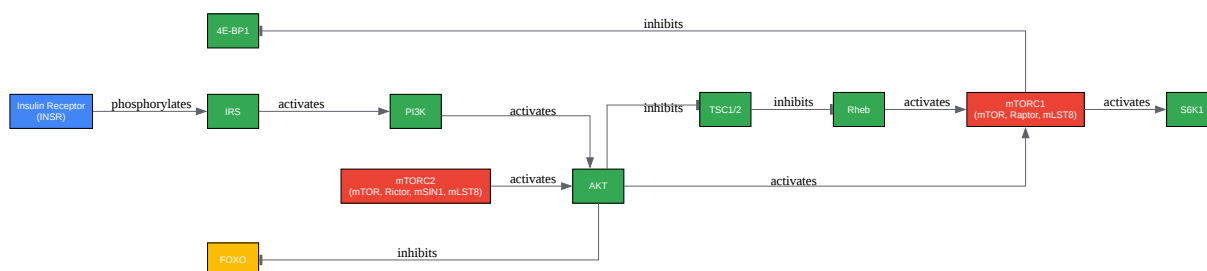 4E-BP1
inhibits
Insulin Receptor
(INSR)
phosphorylates
IRS
activates
PI3K
activates
inhibits
TSC1/2
inhibits
Rheb
activates
mTORC1
(mTOR, Raptor, mLST8)
activates
S6K1
mTORC2
(mTOR, Rictor, mSIN1, mLST8)
activates
AKT
activates
FOXO
inhibits